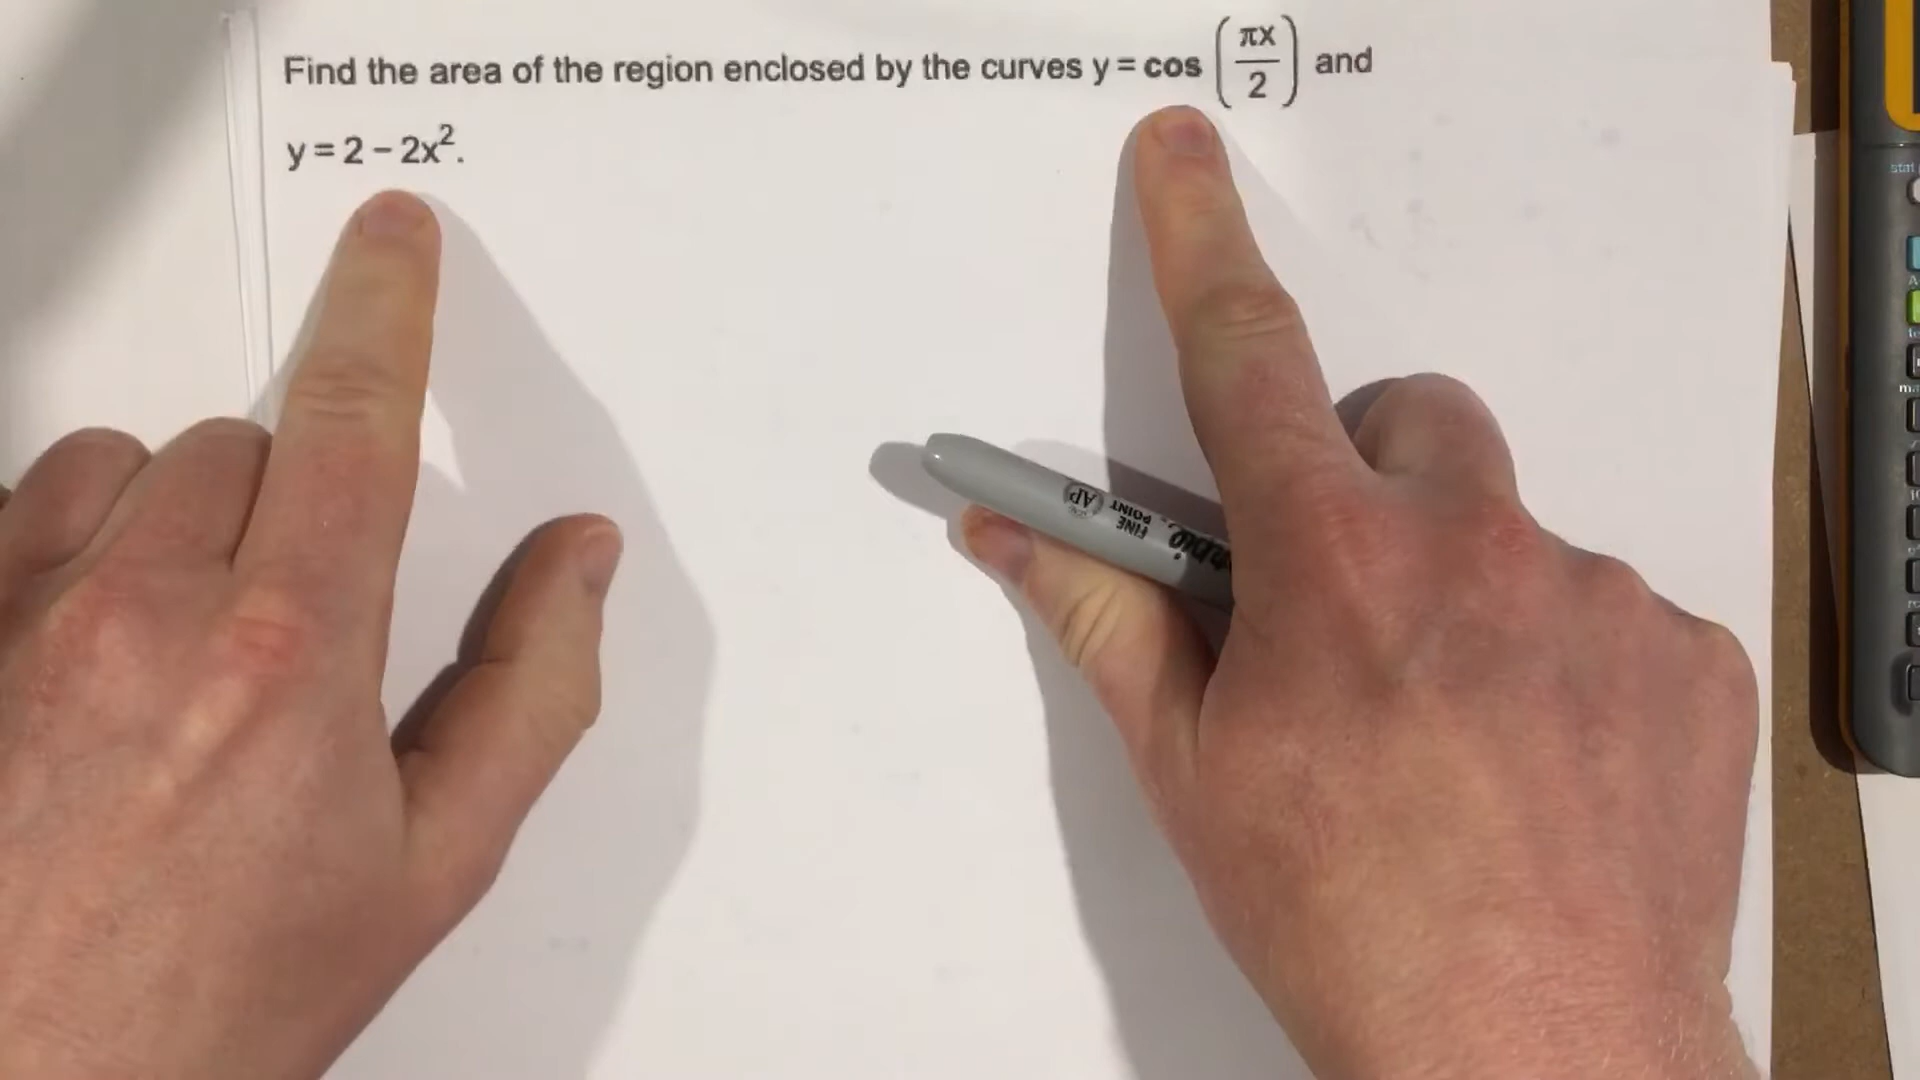 Find the area of the region enclosed by the curves y = cos (πx/2) and
y = 2 − 2x².
FINE
POINT
AP
stat